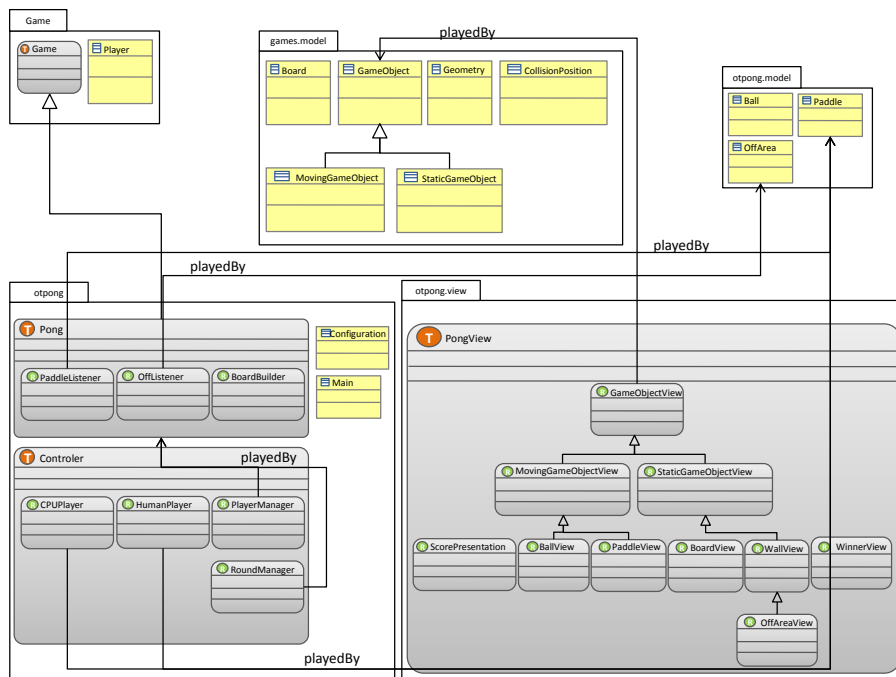 Game
T Game
Player
games.model
playedBy
Board
GameObject
Geometry
CollisionPosition
MovingGameObject
StaticGameObject
otpong.model
Ball
Paddle
OffArea
playedBy
playedBy
otpong
T Pong
R PaddleListener
R OffListener
R BoardBuilder
Configuration
Main
T Controler
playedBy
R CPUPlayer
R HumanPlayer
R PlayerManager
R RoundManager
playedBy
otpong.view
T PongView
R GameObjectView
R MovingGameObjectView
R StaticGameObjectView
R ScorePresentation
R BallView
R PaddleView
R BoardView
R WallView
R WinnerView
R OffAreaView